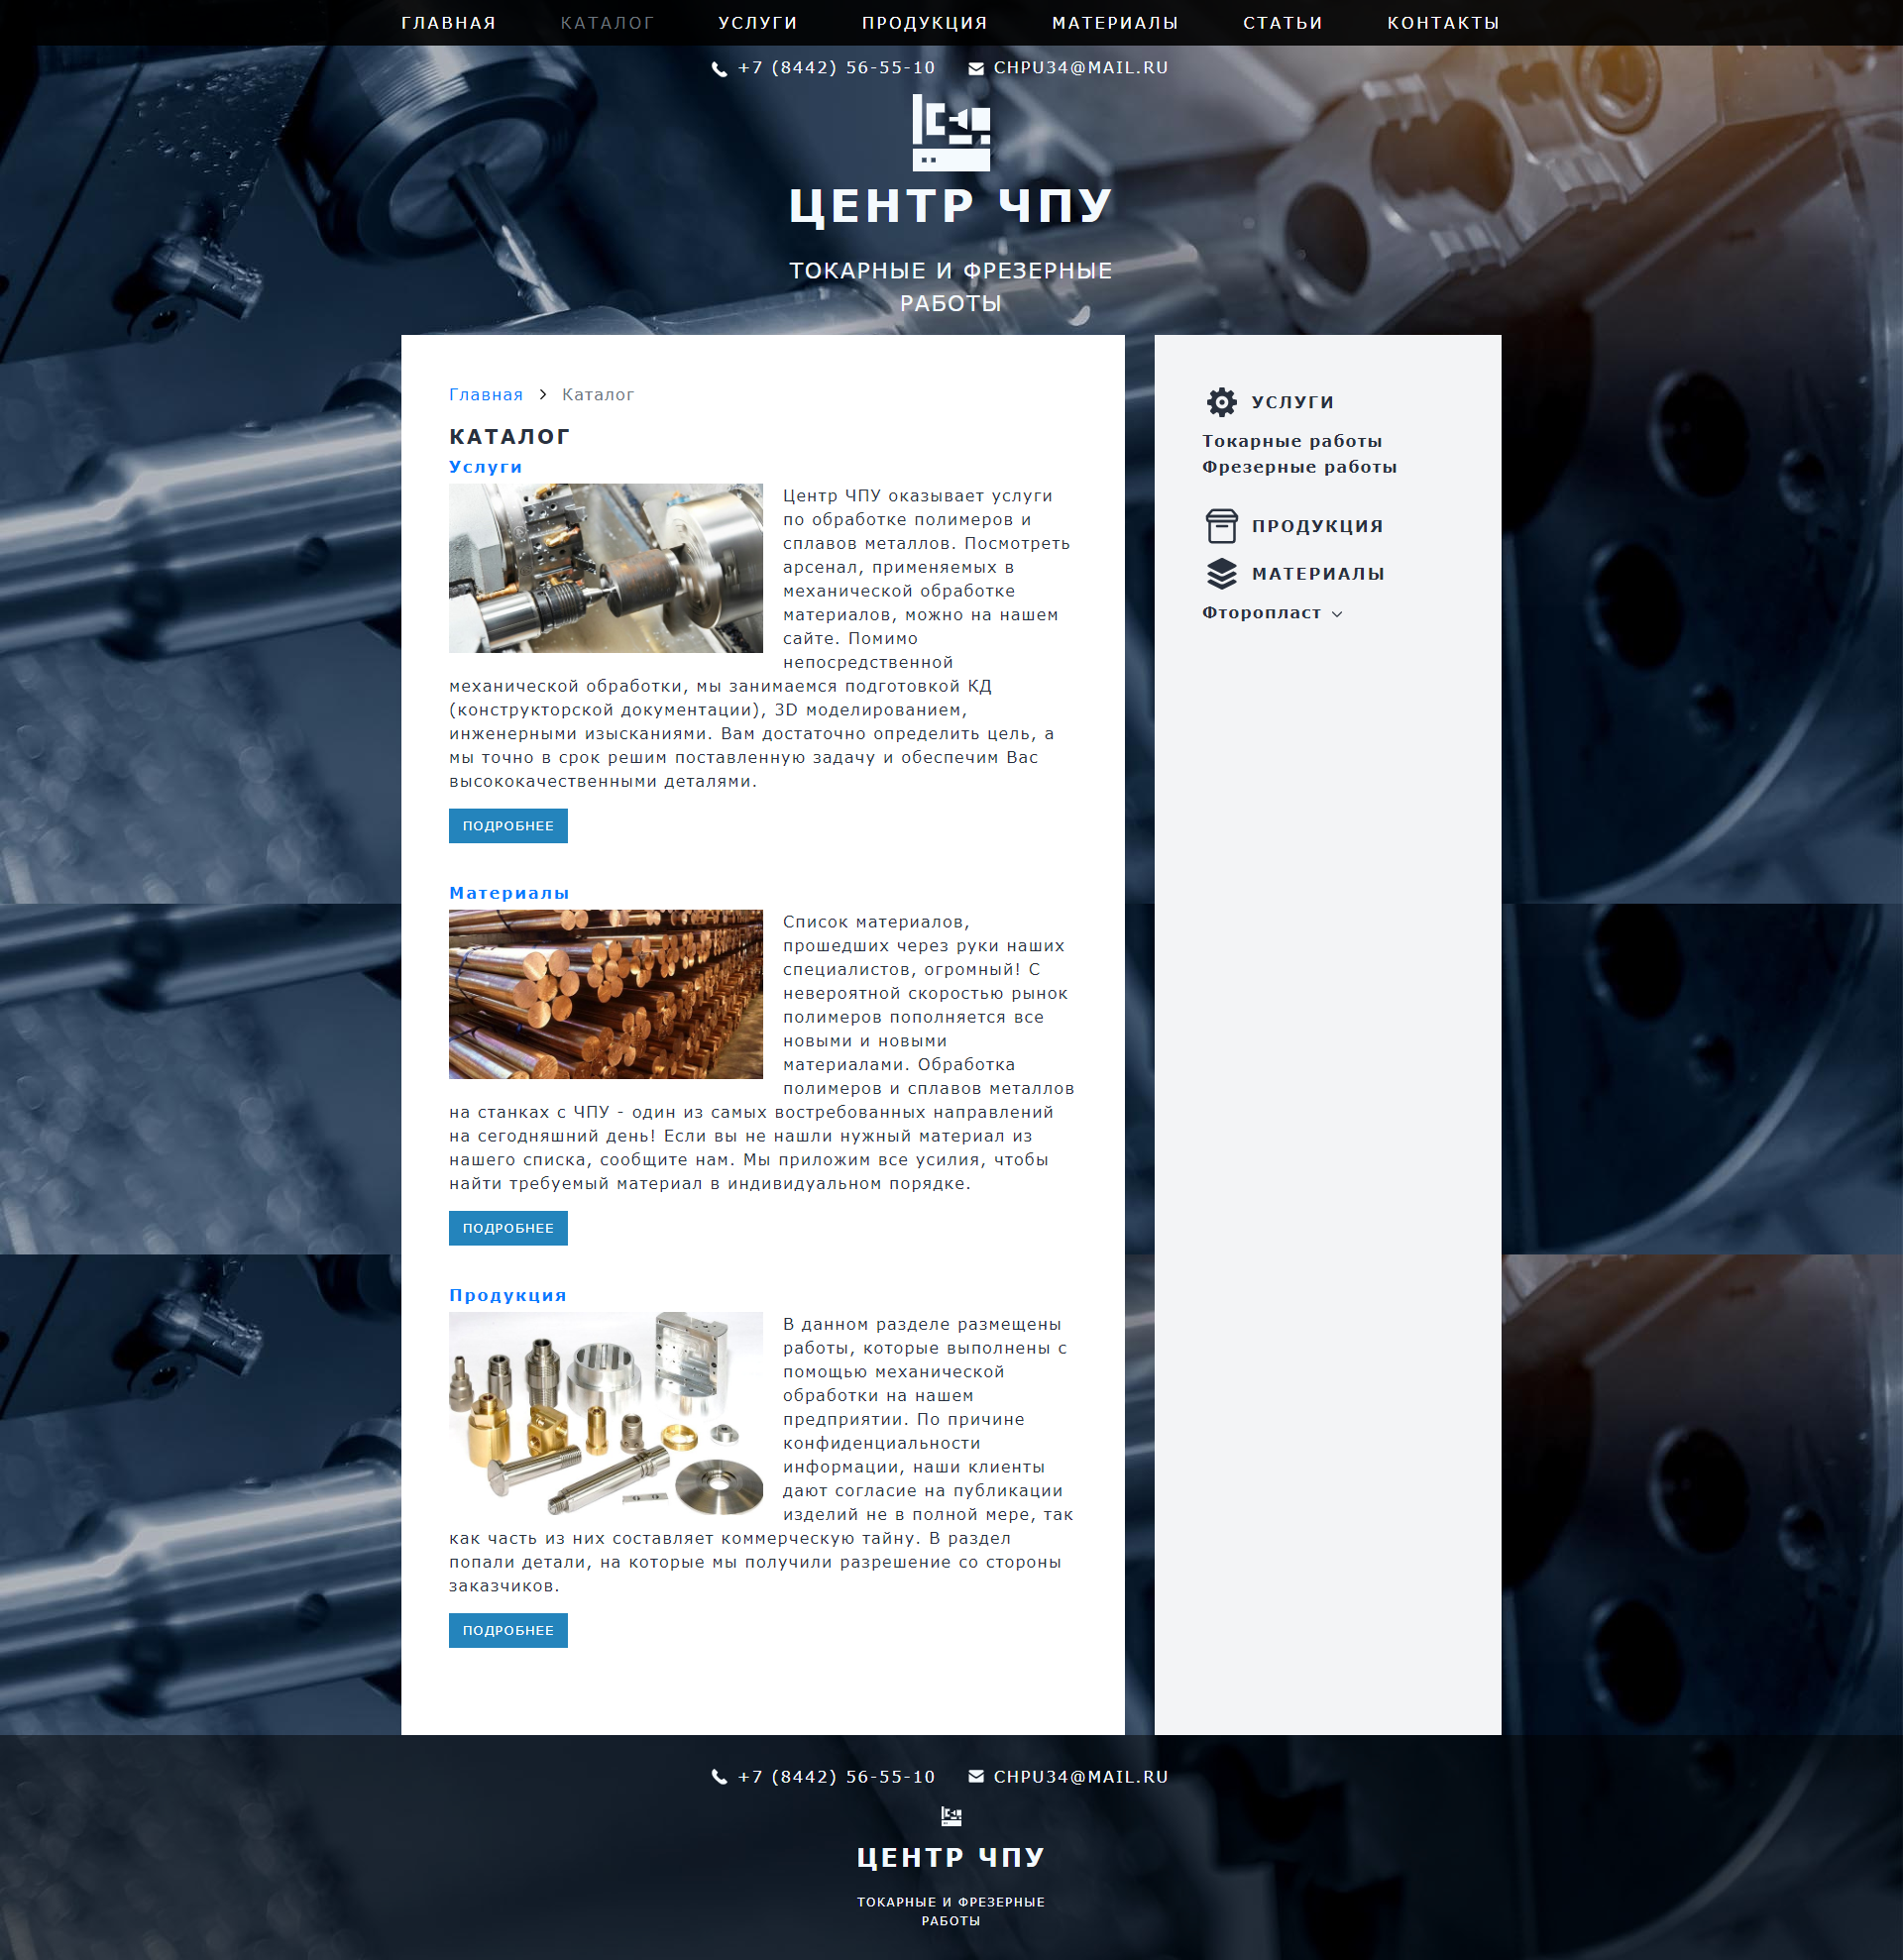 ГЛАВНАЯ КАТАЛОГ УСЛУГИ ПРОДУКЦИЯ МАТЕРИАЛЫ СТАТЬИ КОНТАКТЫ
+7 (8442) 56-55-10 CHPU34@MAIL.RU
ЦЕНТР ЧПУ
ТОКАРНЫЕ И ФРЕЗЕРНЫЕ
РАБОТЫ
Главная > Каталог
КАТАЛОГ
Услуги
Центр ЧПУ оказывает услуги
по обработке полимеров и
сплавов металлов. Посмотреть
арсенал, применяемых в
механической обработке
материалов, можно на нашем
сайте. Помимо
непосредственной
механической обработки, мы занимаемся подготовкой КД
(конструкторской документации), 3D моделированием,
инженерными изысканиями. Вам достаточно определить цель, а
мы точно в срок решим поставленную задачу и обеспечим Вас
высококачественными деталями.
ПОДРОБНЕЕ
Материалы
Список материалов,
прошедших через руки наших
специалистов, огромный! С
невероятной скоростью рынок
полимеров пополняется все
новыми и новыми
материалами. Обработка
полимеров и сплавов металлов
на станках с ЧПУ - один из самых востребованных направлений
на сегодняшний день! Если вы не нашли нужный материал из
нашего списка, сообщите нам. Мы приложим все усилия, чтобы
найти требуемый материал в индивидуальном порядке.
ПОДРОБНЕЕ
Продукция
В данном разделе размещены
работы, которые выполнены с
помощью механической
обработки на нашем
предприятии. По причине
конфиденциальности
информации, наши клиенты
дают согласие на публикации
изделий не в полной мере, так
как часть из них составляет коммерческую тайну. В раздел
попали детали, на которые мы получили разрешение со стороны
заказчиков.
ПОДРОБНЕЕ
УСЛУГИ
Токарные работы
Фрезерные работы
ПРОДУКЦИЯ
МАТЕРИАЛЫ
Фторопласт
+7 (8442) 56-55-10 CHPU34@MAIL.RU
ЦЕНТР ЧПУ
ТОКАРНЫЕ И ФРЕЗЕРНЫЕ
РАБОТЫ